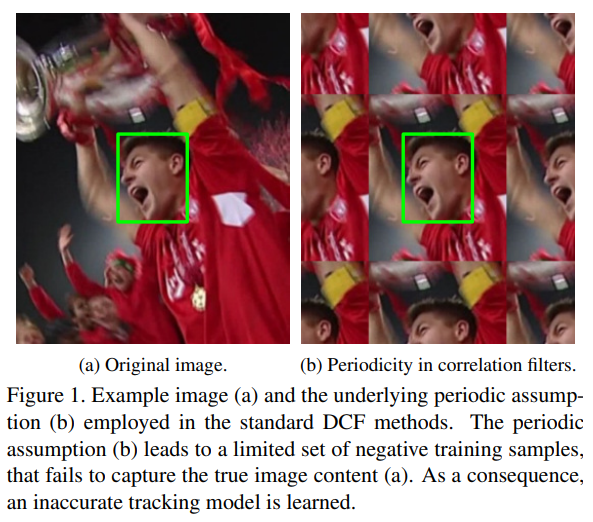 (a) Original image.
(b) Periodicity in correlation filters.
Figure 1. Example image (a) and the underlying periodic assump-
tion (b) employed in the standard DCF methods. The periodic
assumption (b) leads to a limited set of negative training samples,
that fails to capture the true image content (a). As a consequence,
an inaccurate tracking model is learned.